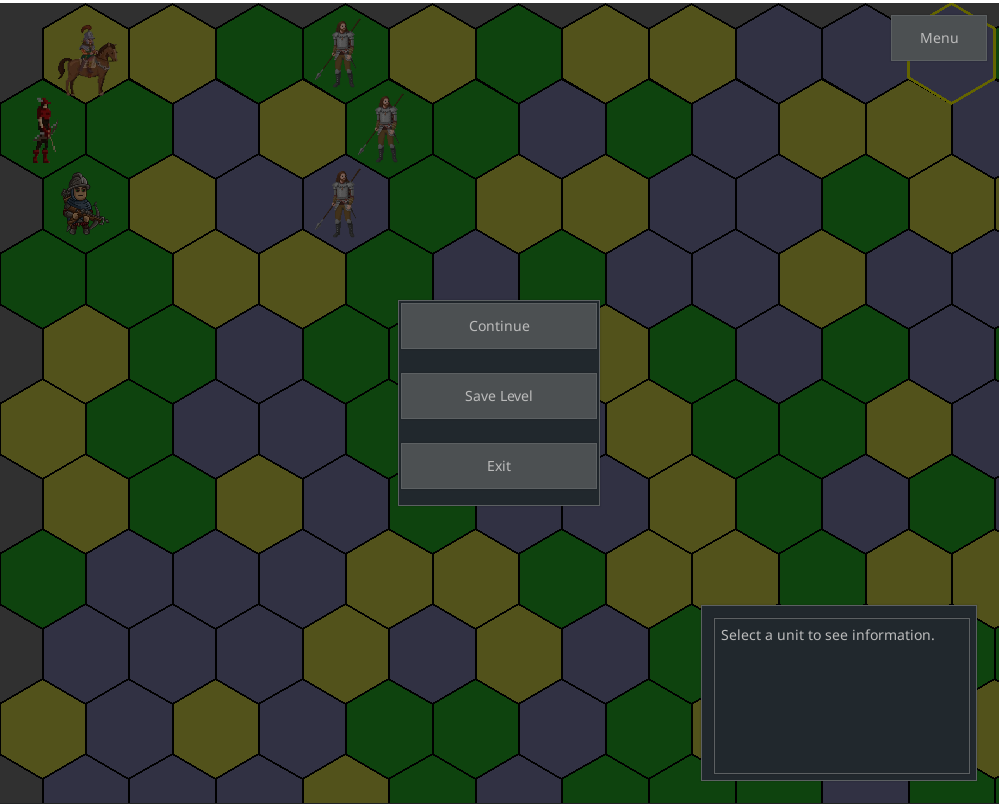 Menu
Continue
Save Level
Exit
Select a unit to see information.